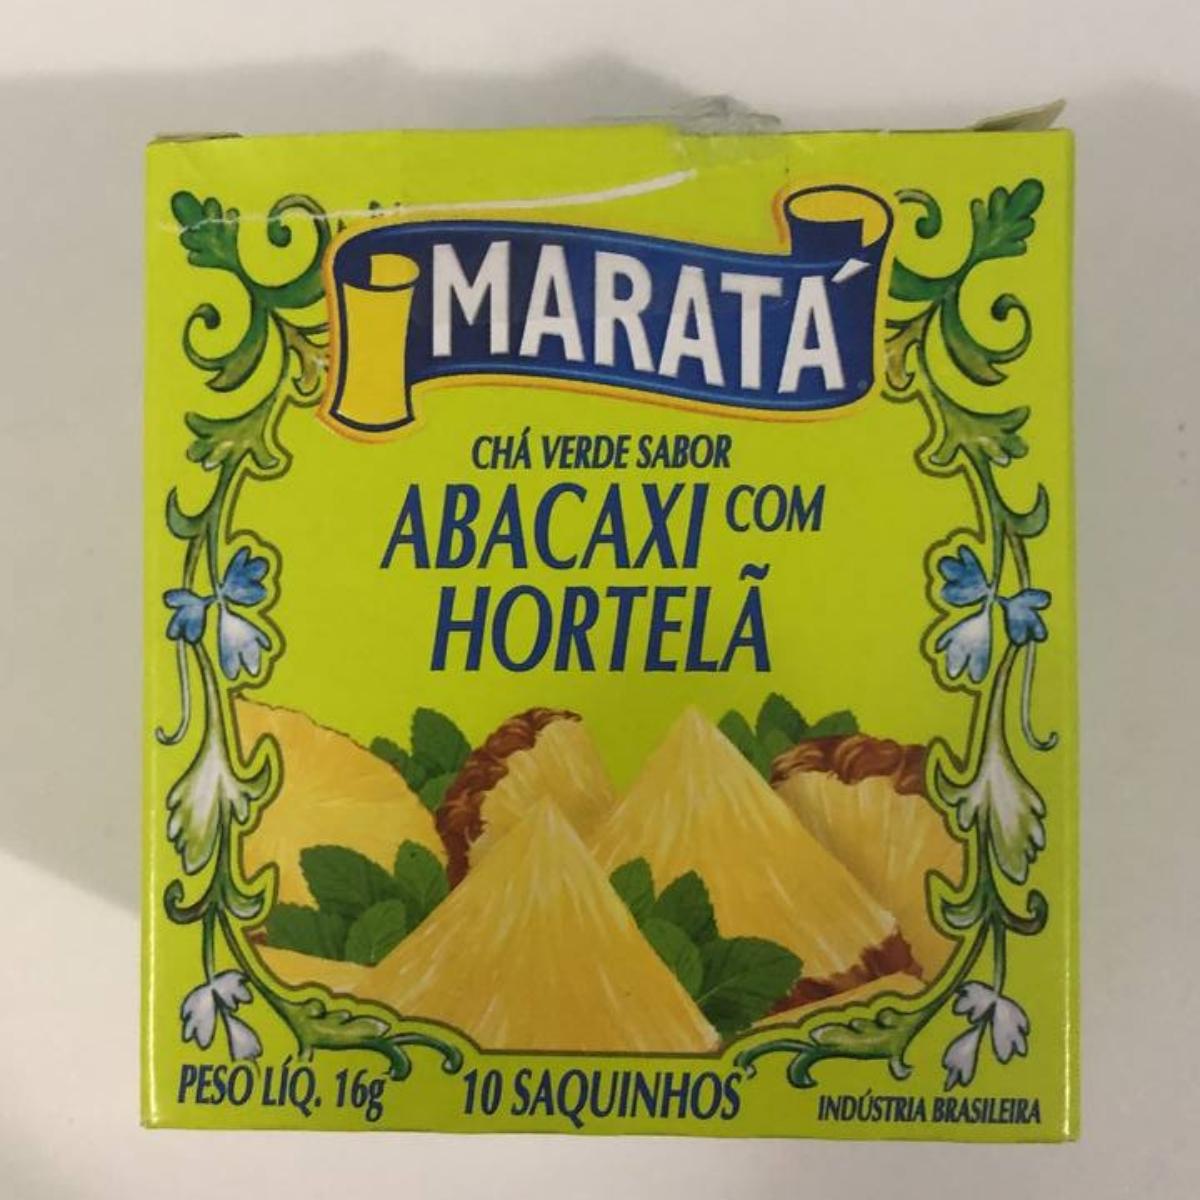 MARATÁ
CHÁ VERDE SABOR
ABACAXI COM
HORTELÃ
PESO LÍQ. 16g
10 SAQUINHOS
INDÚSTRIA BRASILEIRA